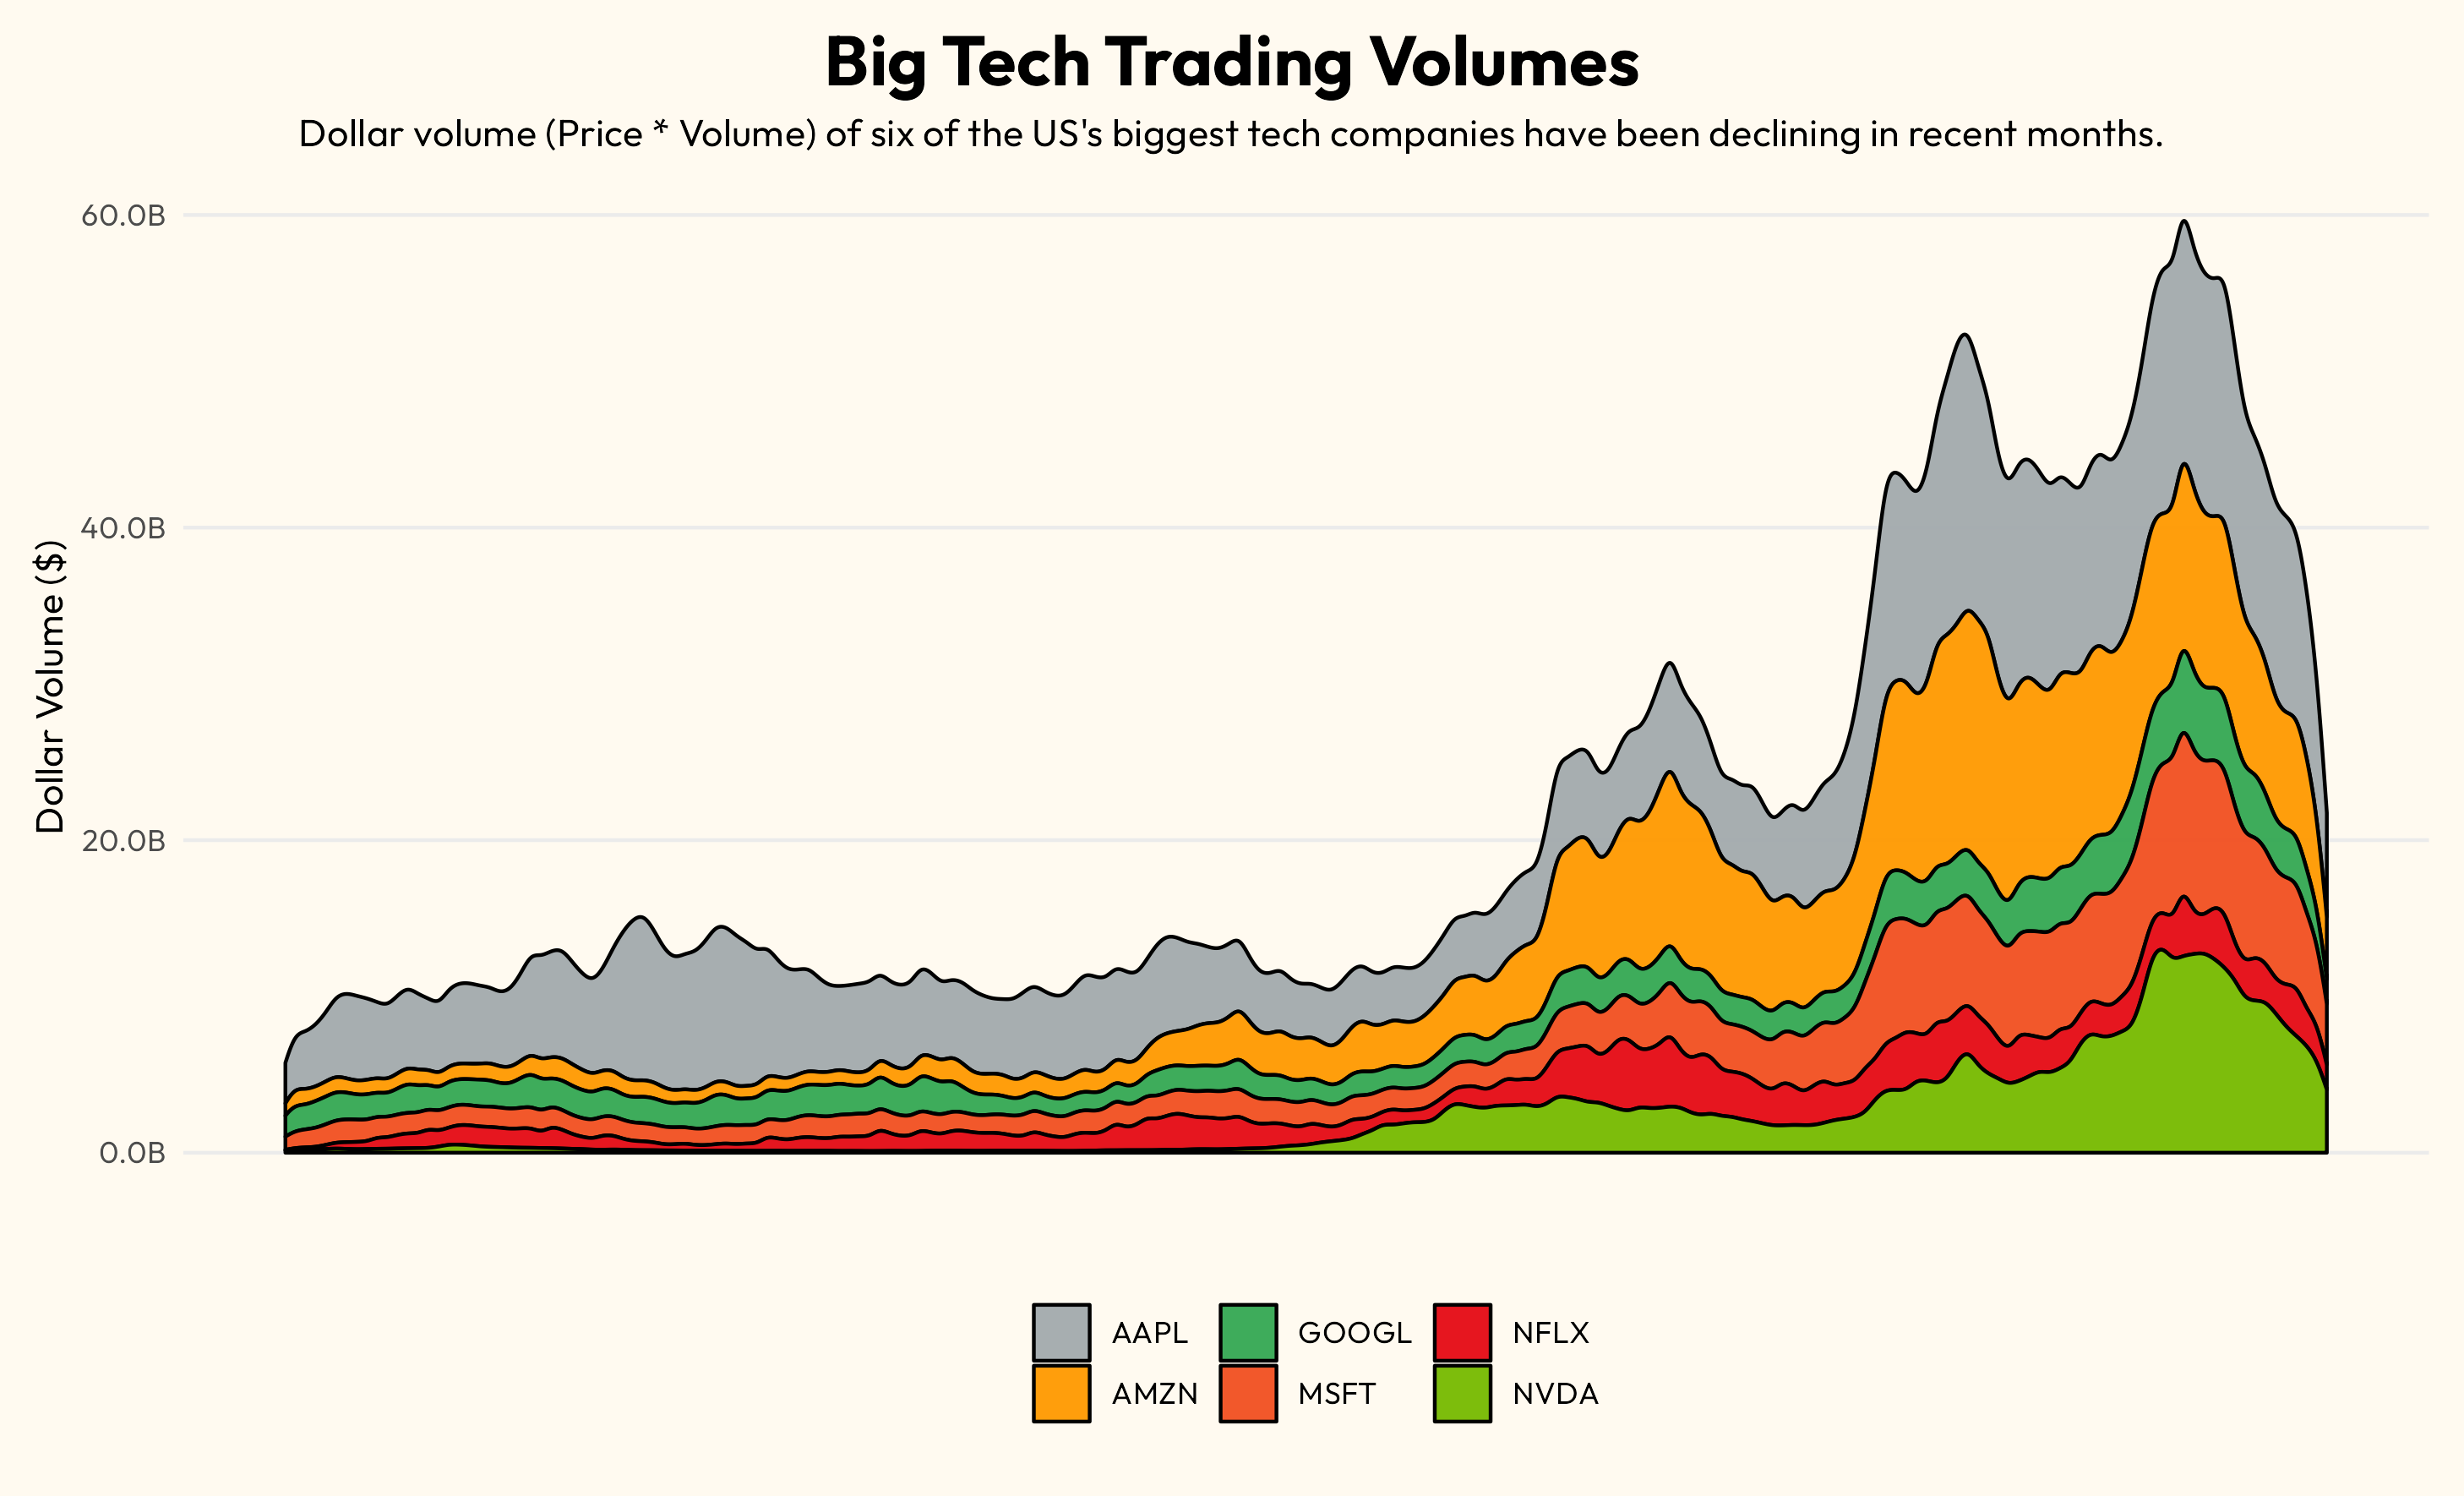 Big Tech Trading Volumes
Dollar volume (Price * Volume) of six of the US's biggest tech companies have been declining in recent months.
60.0B
40.0B
20.0B
0.0B
Dollar Volume ($)
AAPL GOOGL NFLX
AMZN MSFT NVDA